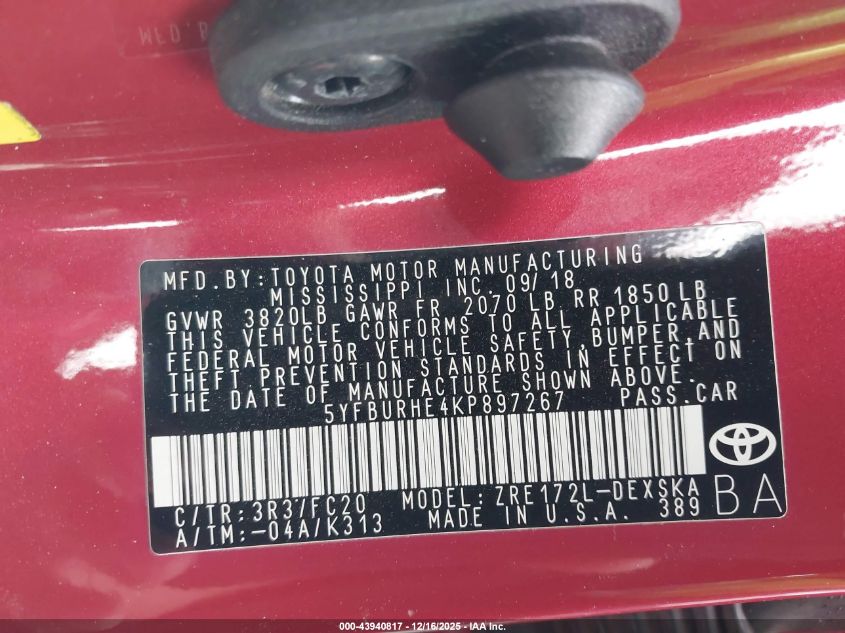 MFD.BY:TOYOTA MOTOR MANUFACTURING
MISSISSIPPI INC. 09/18
GVWR 3820LB GAWR FR 2070 LB RR 1850LB
THIS VEHICLE CONFORMS TO ALL APPLICABLE
FEDERAL MOTOR VEHICLE SAFETY,BUMPER,AND
THEFT PREVENTION STANDARDS IN EFFECT ON
THE DATE OF MANUFACTURE SHOWN ABOVE.
5YFBURHE4KP897267 PASS.CAR
C/TR:3R3/FC20 MODEL:ZRE172L-DEXSKA
A/TM:-04A/K313 MADE IN U.S.A. 389
BA
000-43940817 - 12/16/2025 - IAA Inc.